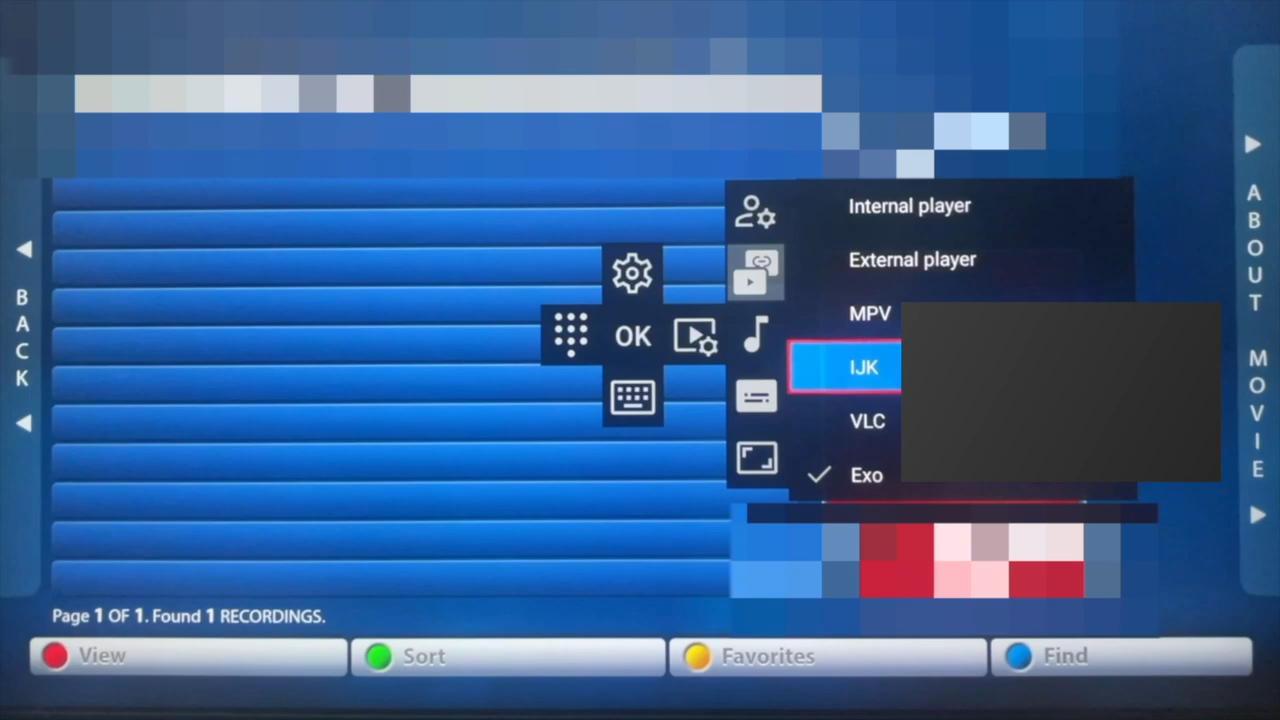 Internal player
External player
MPV
IJK
VLC
Exo
OK
BACK
ABOUT MOVIE
Page 1 OF 1. Found 1 RECORDINGS.
View
Sort
Favorites
Find